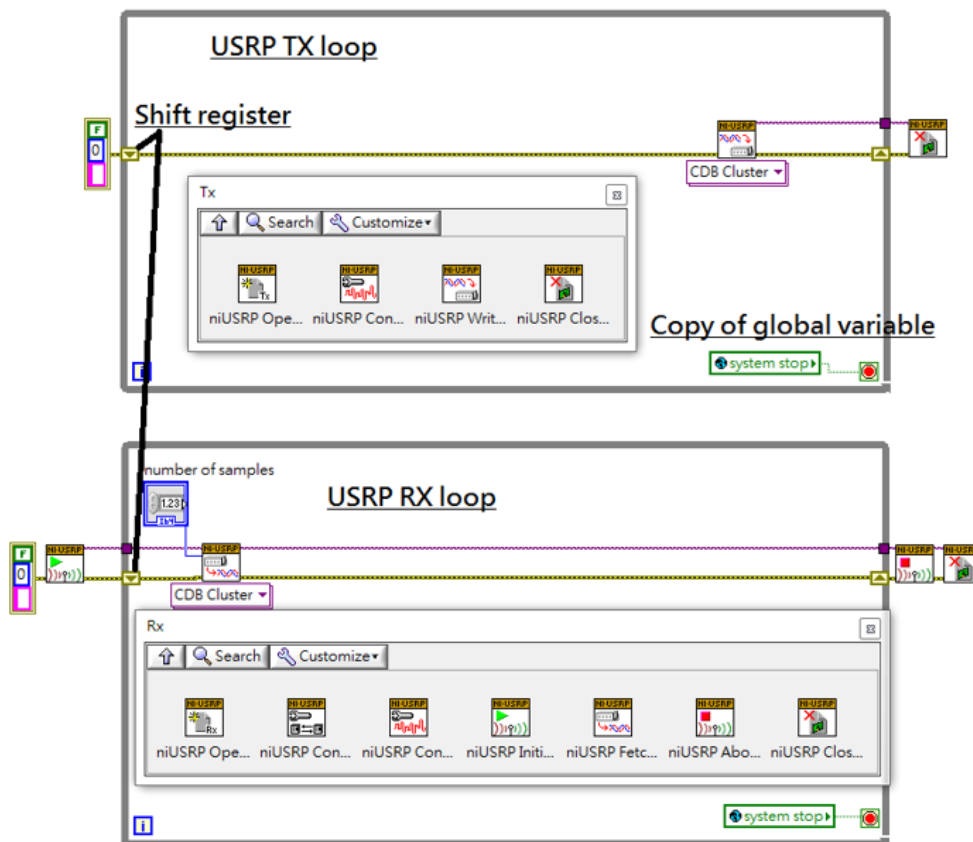 USRP TX loop
Shift register
F
0
NI-USRP
CDB Cluster
Tx
Search Customize
NI-USRP NI-USRP NI-USRP NI-USRP
Tx
niUSRP Ope... niUSRP Con... niUSRP Writ... niUSRP Clos...
Copy of global variable
system stop
i
number of samples
1.23
I64
USRP RX loop
F
0
NI-USRP
NI-USRP
NI-USRP
CDB Cluster
Rx
Search Customize
NI-USRP NI-USRP NI-USRP NI-USRP NI-USRP NI-USRP NI-USRP
Rx
niUSRP Ope... niUSRP Con... niUSRP Con... niUSRP Initi... niUSRP Fetc... niUSRP Abo... niUSRP Clos...
system stop
i